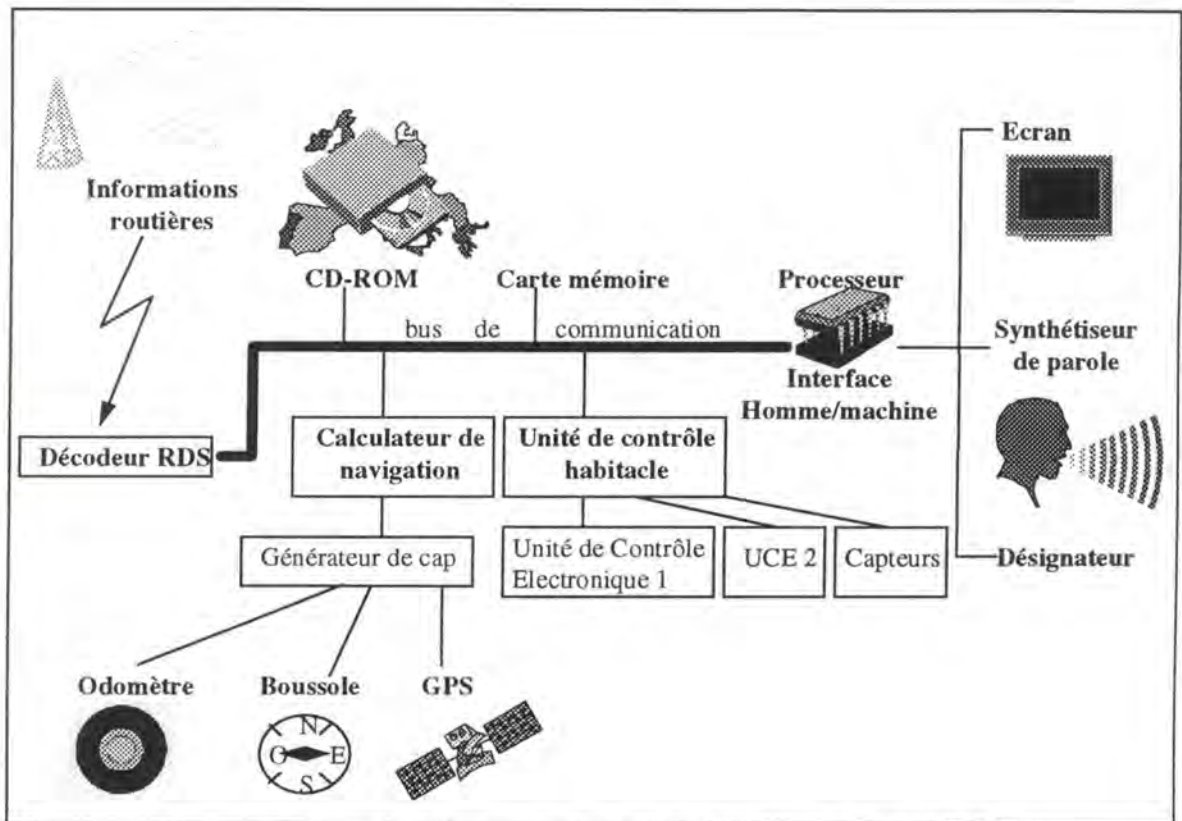 Ecran
Informations
routières
CD-ROM
Carte mémoire
Processeur
bus de communication
Synthétiseur
de parole
Interface
Homme/machine
Décodeur RDS
Calculateur de
navigation
Unité de contrôle
habitacle
Générateur de cap
Unité de Contrôle
Electronique 1
UCE 2
Capteurs
Désignateur
Odomètre
Boussole
GPS
N
O
E
S